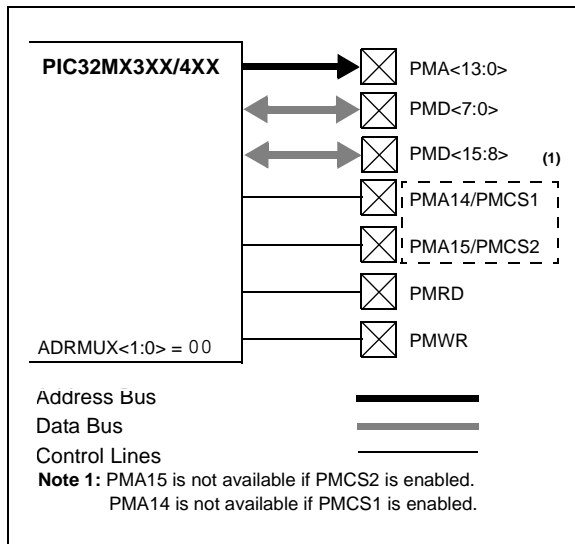 PIC32MX3XX/4XX
PMA<13:0>
PMD<7:0>
PMD<15:8> (1)
PMA14/PMCS1
PMA15/PMCS2
PMRD
ADRMUX<1:0> = 00
PMWR
Address Bus
Data Bus
Control Lines
Note 1: PMA15 is not available if PMCS2 is enabled.
PMA14 is not available if PMCS1 is enabled.